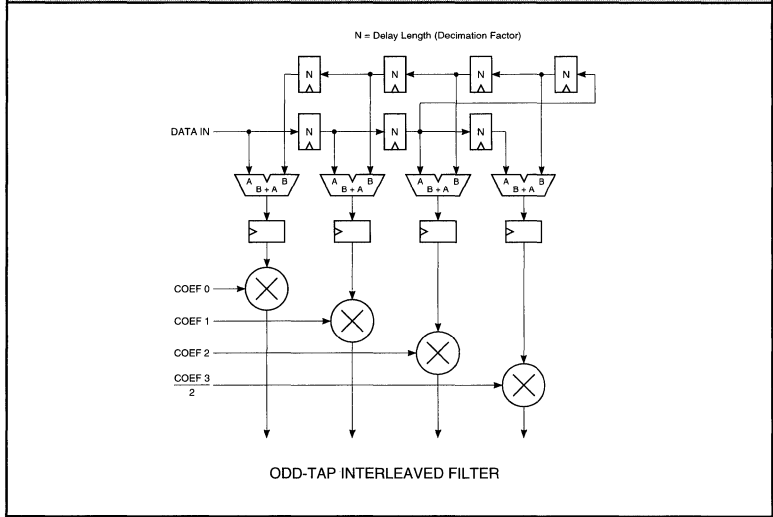 N = Delay Length (Decimation Factor)
N N N N
DATA IN N N N
A B A B A B A B
B + A B + A B + A B + A
COEF 0
COEF 1
COEF 2
COEF 3
2
ODD-TAP INTERLEAVED FILTER